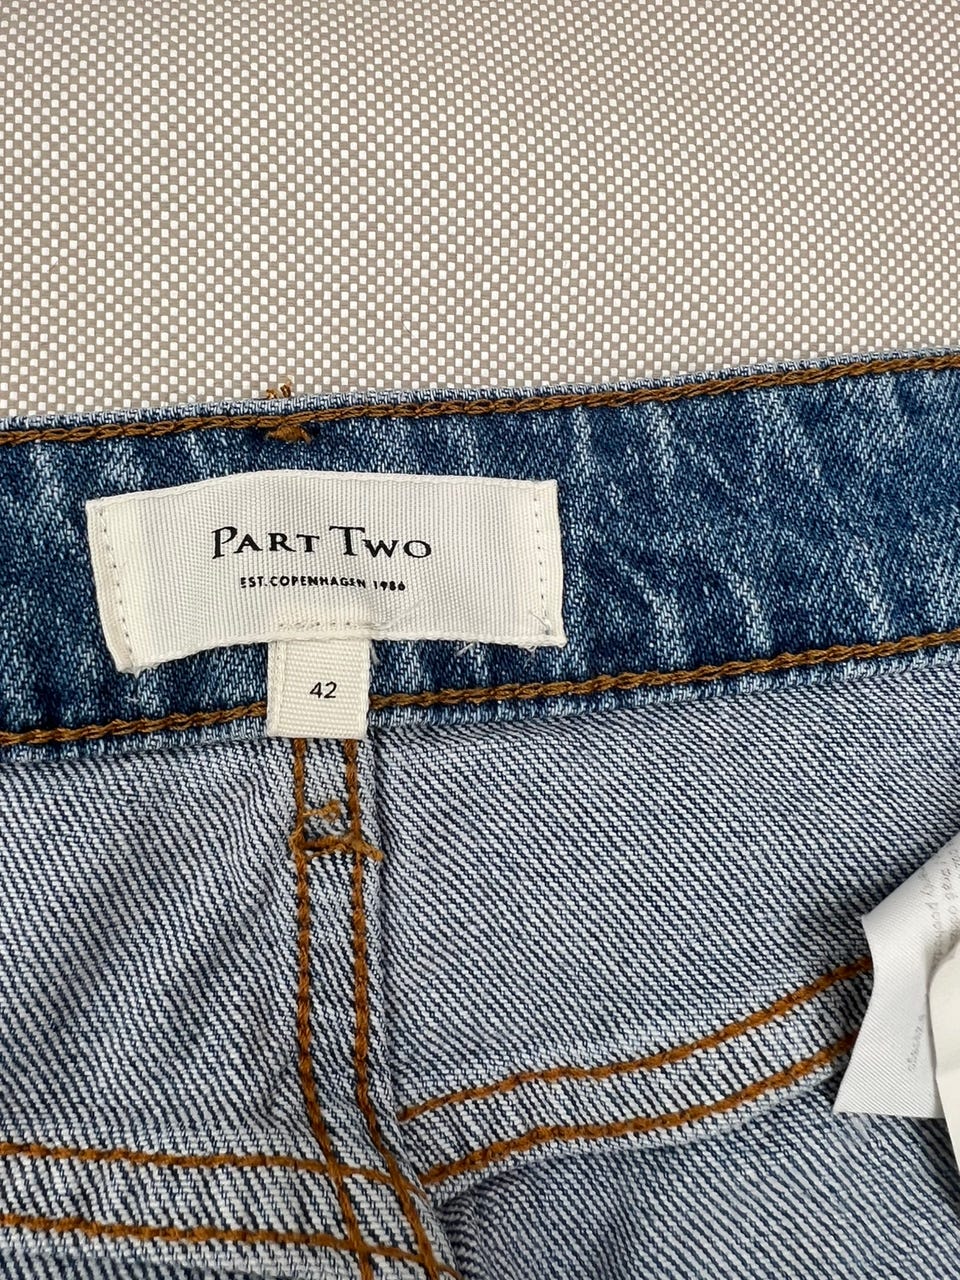 PART TWO
EST. COPENHAGEN 1986
42